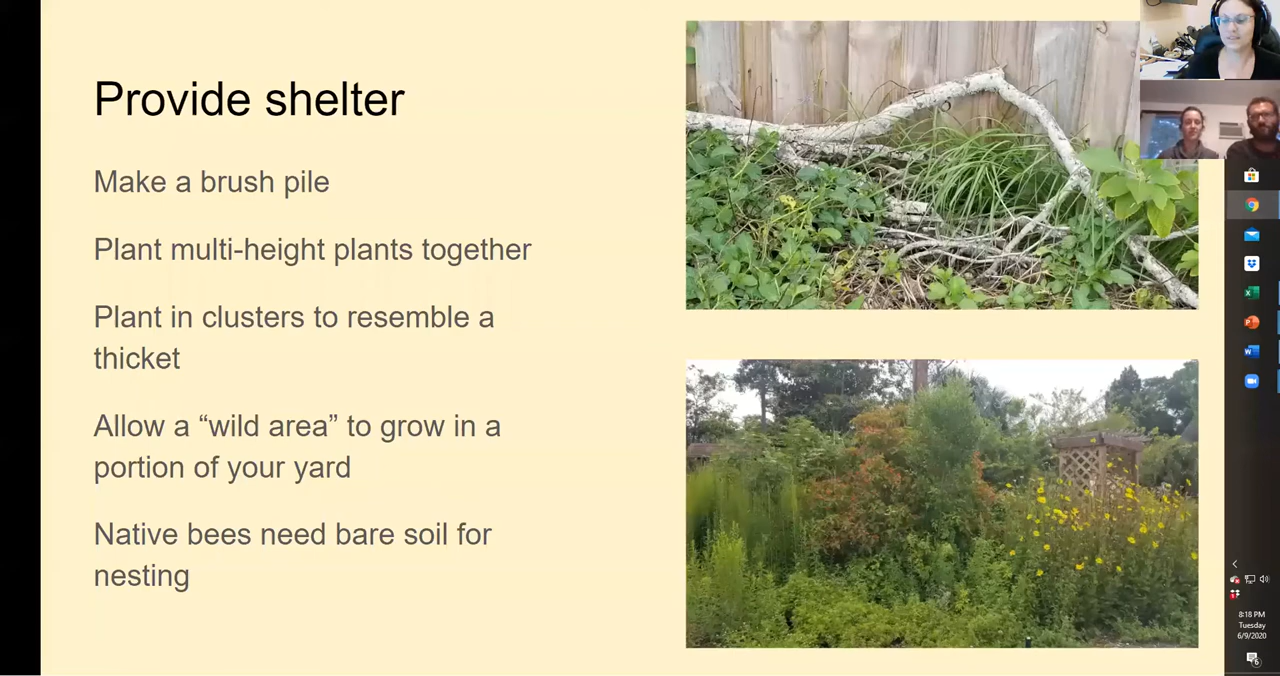 Provide shelter
Make a brush pile
Plant multi-height plants together
Plant in clusters to resemble a
thicket
Allow a “wild area” to grow in a
portion of your yard
Native bees need bare soil for
nesting
8:18 PM
Tuesday
6/9/2020
6